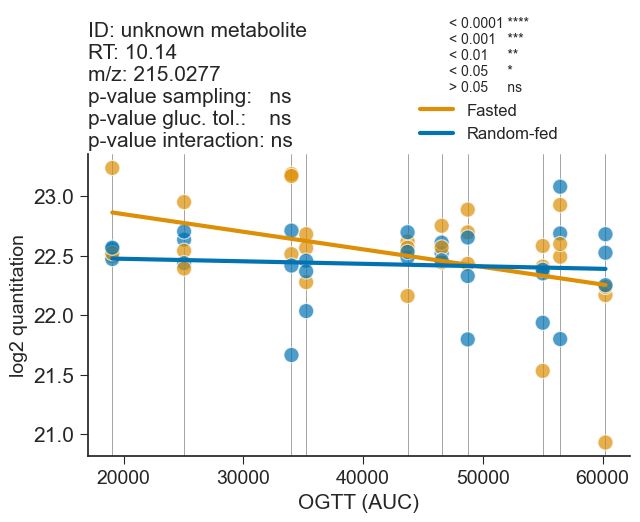 ID: unknown metabolite
RT: 10.14
m/z: 215.0277
p-value sampling: ns
p-value gluc. tol.: ns
p-value interaction: ns
< 0.0001 ****
< 0.001 ***
< 0.01 **
< 0.05 *
> 0.05 ns
Fasted
Random-fed
log2 quantitation
23.0
22.5
22.0
21.5
21.0
20000 30000 40000 50000 60000
OGTT (AUC)